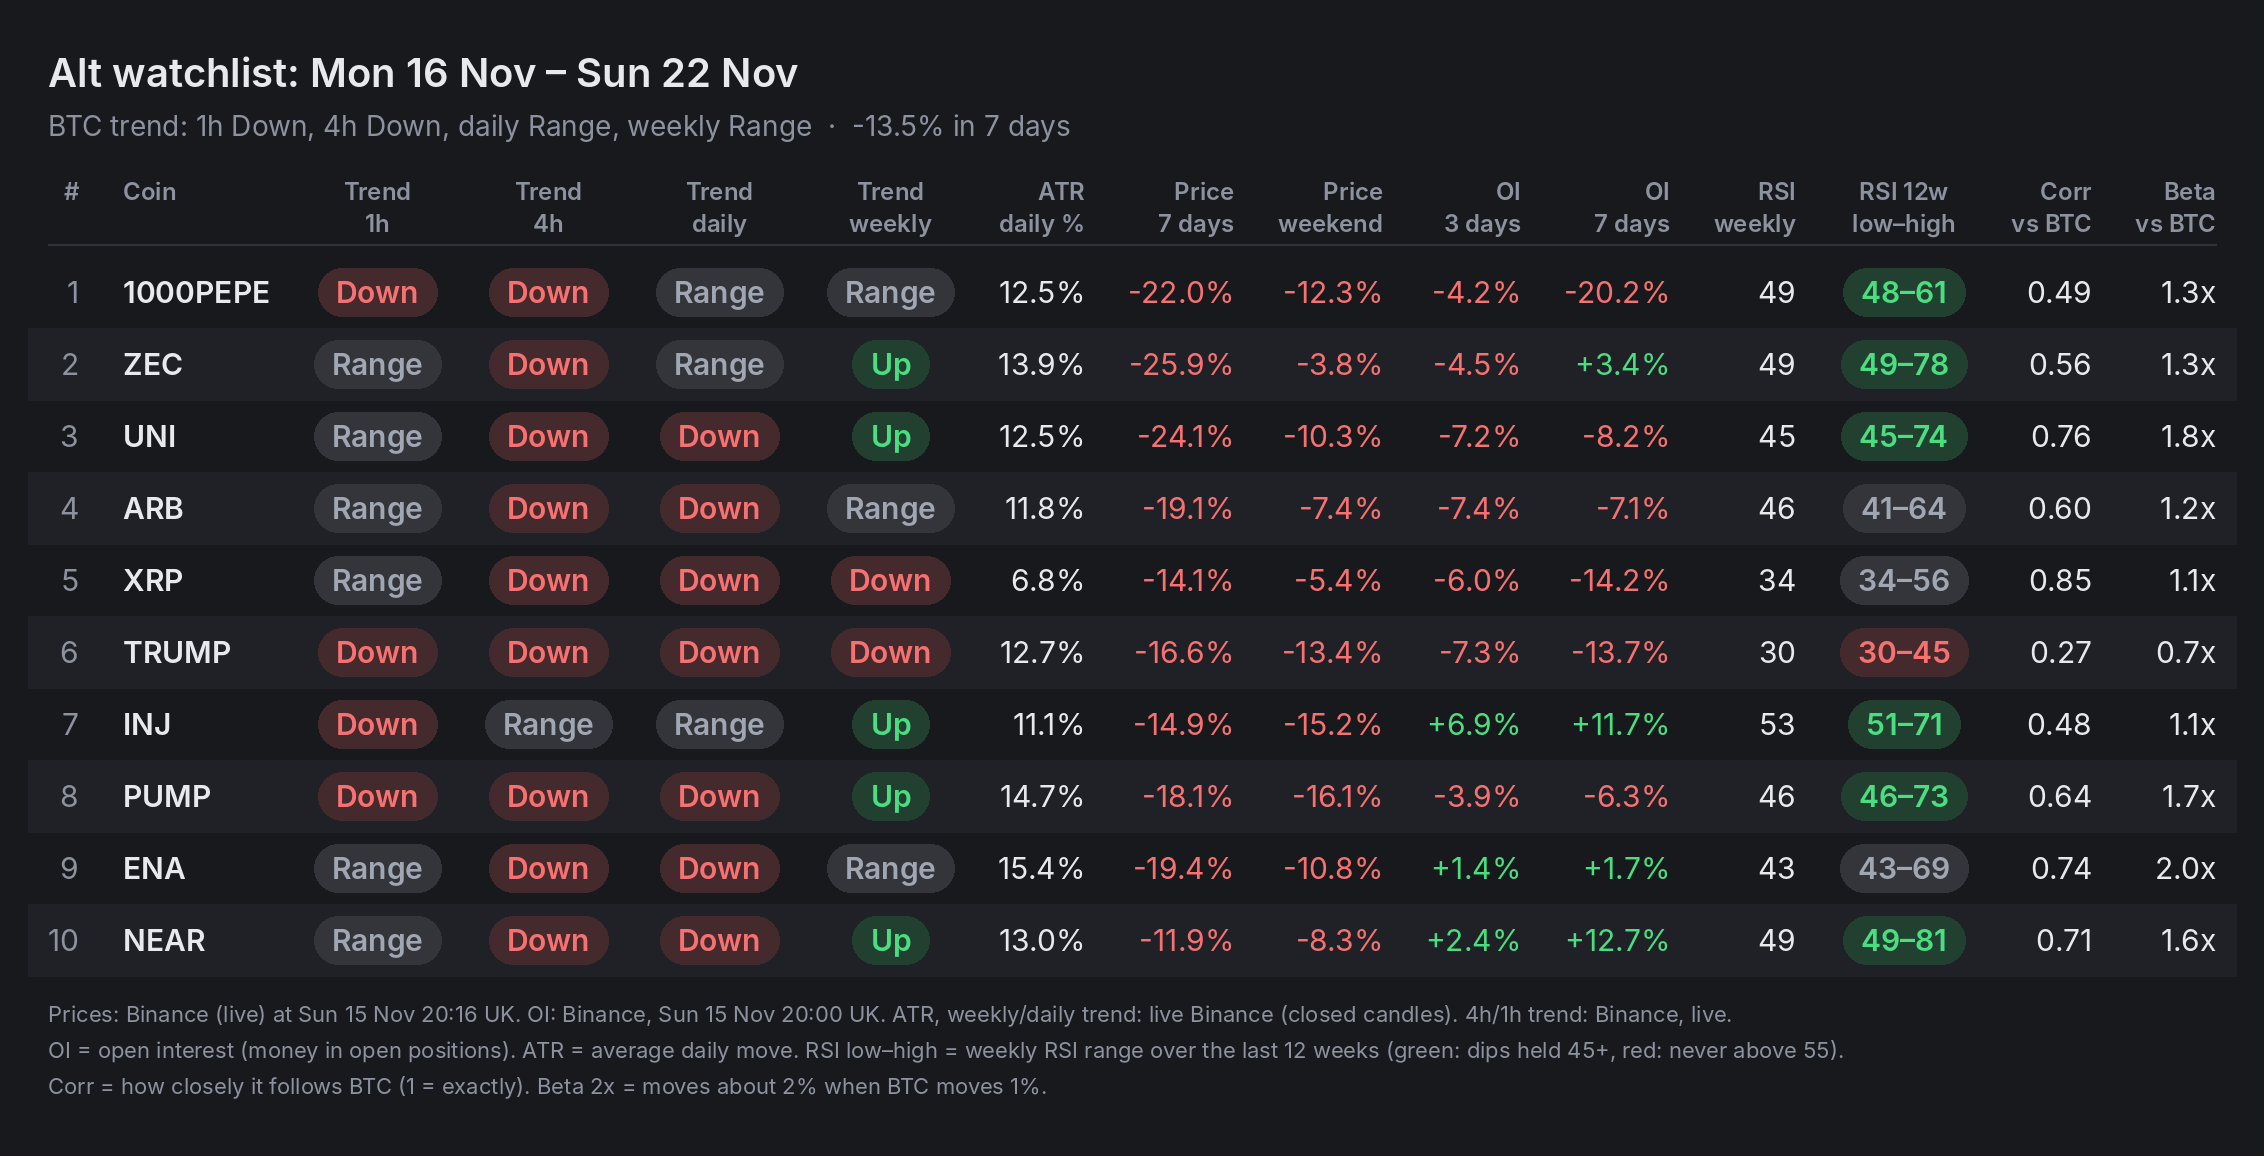 Alt watchlist: Mon 16 Nov – Sun 22 Nov
BTC trend: 1h Down, 4h Down, daily Range, weekly Range · -13.5% in 7 days
# Coin Trend 1h Trend 4h Trend daily Trend weekly ATR daily % Price 7 days Price weekend OI 3 days OI 7 days RSI weekly RSI 12w low–high Corr vs BTC Beta vs BTC
1 1000PEPE Down Down Range Range 12.5% -22.0% -12.3% -4.2% -20.2% 49 48–61 0.49 1.3x
2 ZEC Range Down Range Up 13.9% -25.9% -3.8% -4.5% +3.4% 49 49–78 0.56 1.3x
3 UNI Range Down Down Up 12.5% -24.1% -10.3% -7.2% -8.2% 45 45–74 0.76 1.8x
4 ARB Range Down Down Range 11.8% -19.1% -7.4% -7.4% -7.1% 46 41–64 0.60 1.2x
5 XRP Range Down Down Down 6.8% -14.1% -5.4% -6.0% -14.2% 34 34–56 0.85 1.1x
6 TRUMP Down Down Down Down 12.7% -16.6% -13.4% -7.3% -13.7% 30 30–45 0.27 0.7x
7 INJ Down Range Range Up 11.1% -14.9% -15.2% +6.9% +11.7% 53 51–71 0.48 1.1x
8 PUMP Down Down Down Up 14.7% -18.1% -16.1% -3.9% -6.3% 46 46–73 0.64 1.7x
9 ENA Range Down Down Range 15.4% -19.4% -10.8% +1.4% +1.7% 43 43–69 0.74 2.0x
10 NEAR Range Down Down Up 13.0% -11.9% -8.3% +2.4% +12.7% 49 49–81 0.71 1.6x
Prices: Binance (live) at Sun 15 Nov 20:16 UK. OI: Binance, Sun 15 Nov 20:00 UK. ATR, weekly/daily trend: live Binance (closed candles). 4h/1h trend: Binance, live.
OI = open interest (money in open positions). ATR = average daily move. RSI low–high = weekly RSI range over the last 12 weeks (green: dips held 45+, red: never above 55).
Corr = how closely it follows BTC (1 = exactly). Beta 2x = moves about 2% when BTC moves 1%.